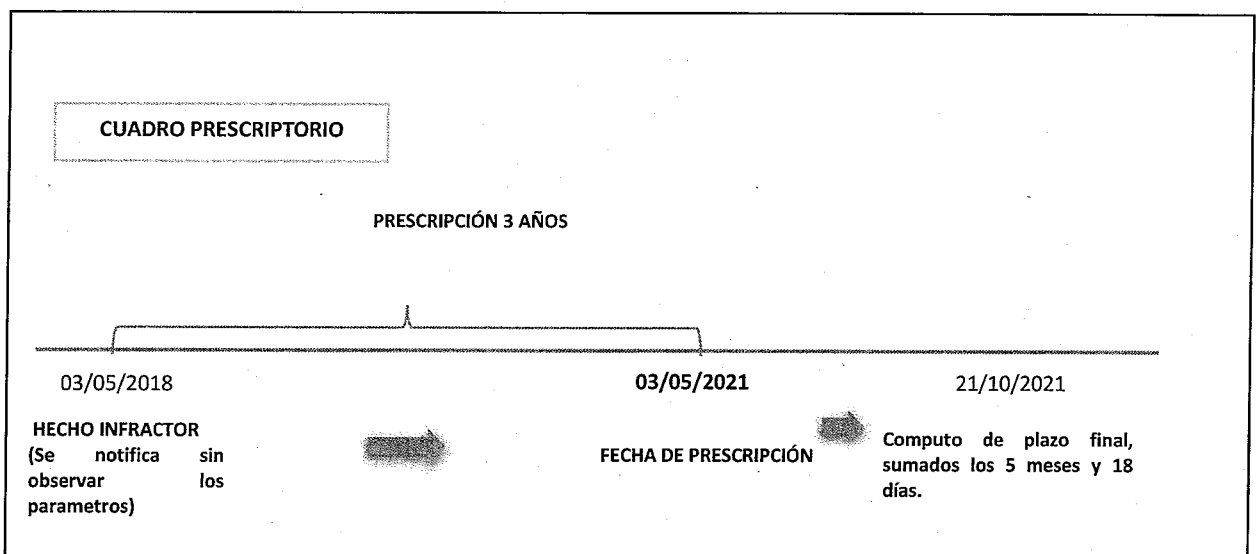 CUADRO PRESCRIPTORIO
PRESCRIPCIÓN 3 AÑOS
03/05/2018
03/05/2021
21/10/2021
HECHO INFRACTOR
(Se notifica sin
observar los
parametros)
FECHA DE PRESCRIPCIÓN
Computo de plazo final,
sumados los 5 meses y 18
días.